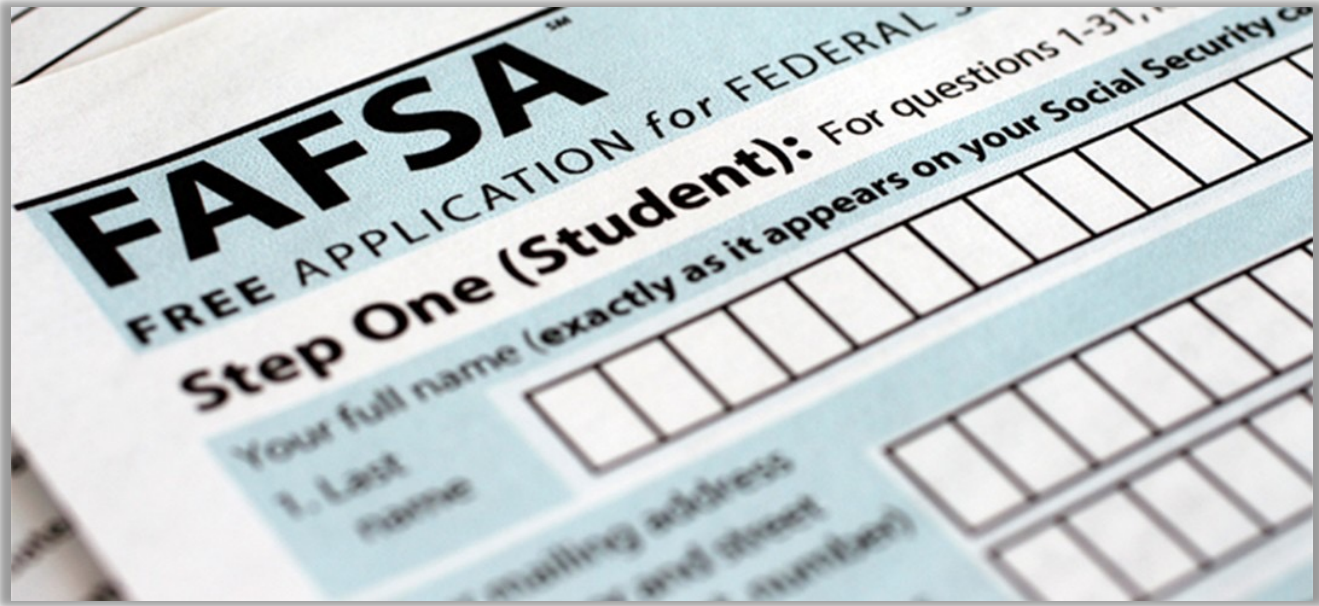 FAFSA℠
FREE APPLICATION for FEDERAL
Step One (Student): For questions 1-31,
Your full name (exactly as it appears on your Social Security
1. Last
name
mailing address
and street
number)